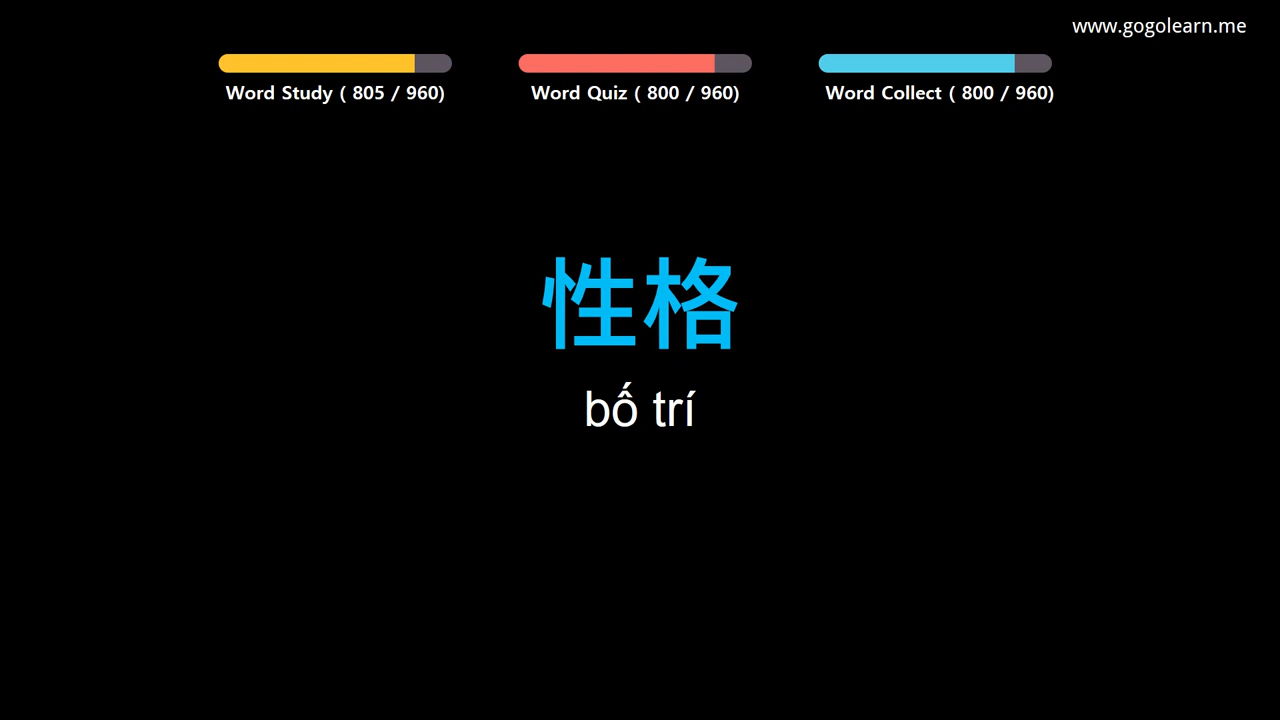 www.gogolearn.me
Word Study ( 805 / 960)
Word Quiz ( 800 / 960)
Word Collect ( 800 / 960)
性格
bố trí